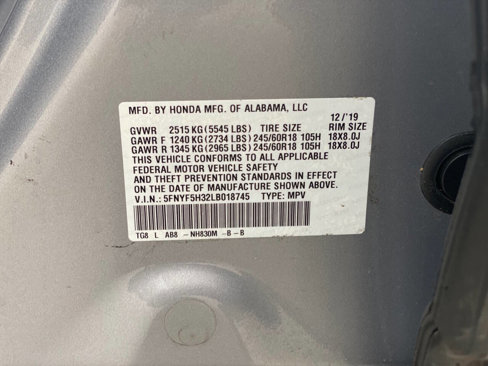 MFD. BY HONDA MFG. OF ALABAMA, LLC
12/'19
GVWR 2515 KG(5545 LBS) TIRE SIZE RIM SIZE
GAWR F 1240 KG(2734 LBS) 245/60R18 105H 18X8.0J
GAWR R 1345 KG(2965 LBS) 245/60R18 105H 18X8.0J
THIS VEHICLE CONFORMS TO ALL APPLICABLE
FEDERAL MOTOR VEHICLE SAFETY
AND THEFT PREVENTION STANDARDS IN EFFECT
ON THE DATE OF MANUFACTURE SHOWN ABOVE.
V.I.N.: 5FNYF5H32LB018745 TYPE: MPV
TG8 L AB8 -NH830M -B -B